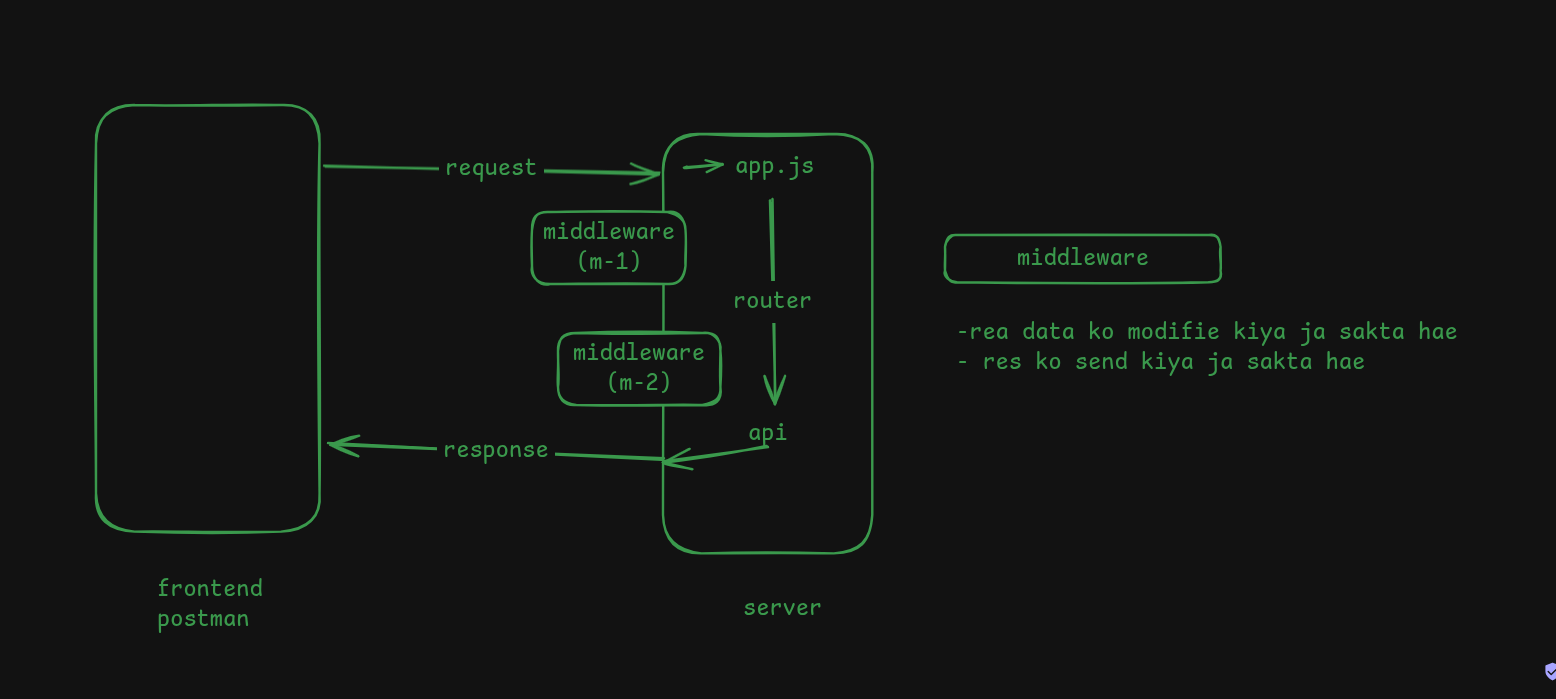 request
app.js
middleware
(m-1)
router
middleware
(m-2)
api
response
frontend
postman
server
middleware
-rea data ko modifie kiya ja sakta hae
- res ko send kiya ja sakta hae